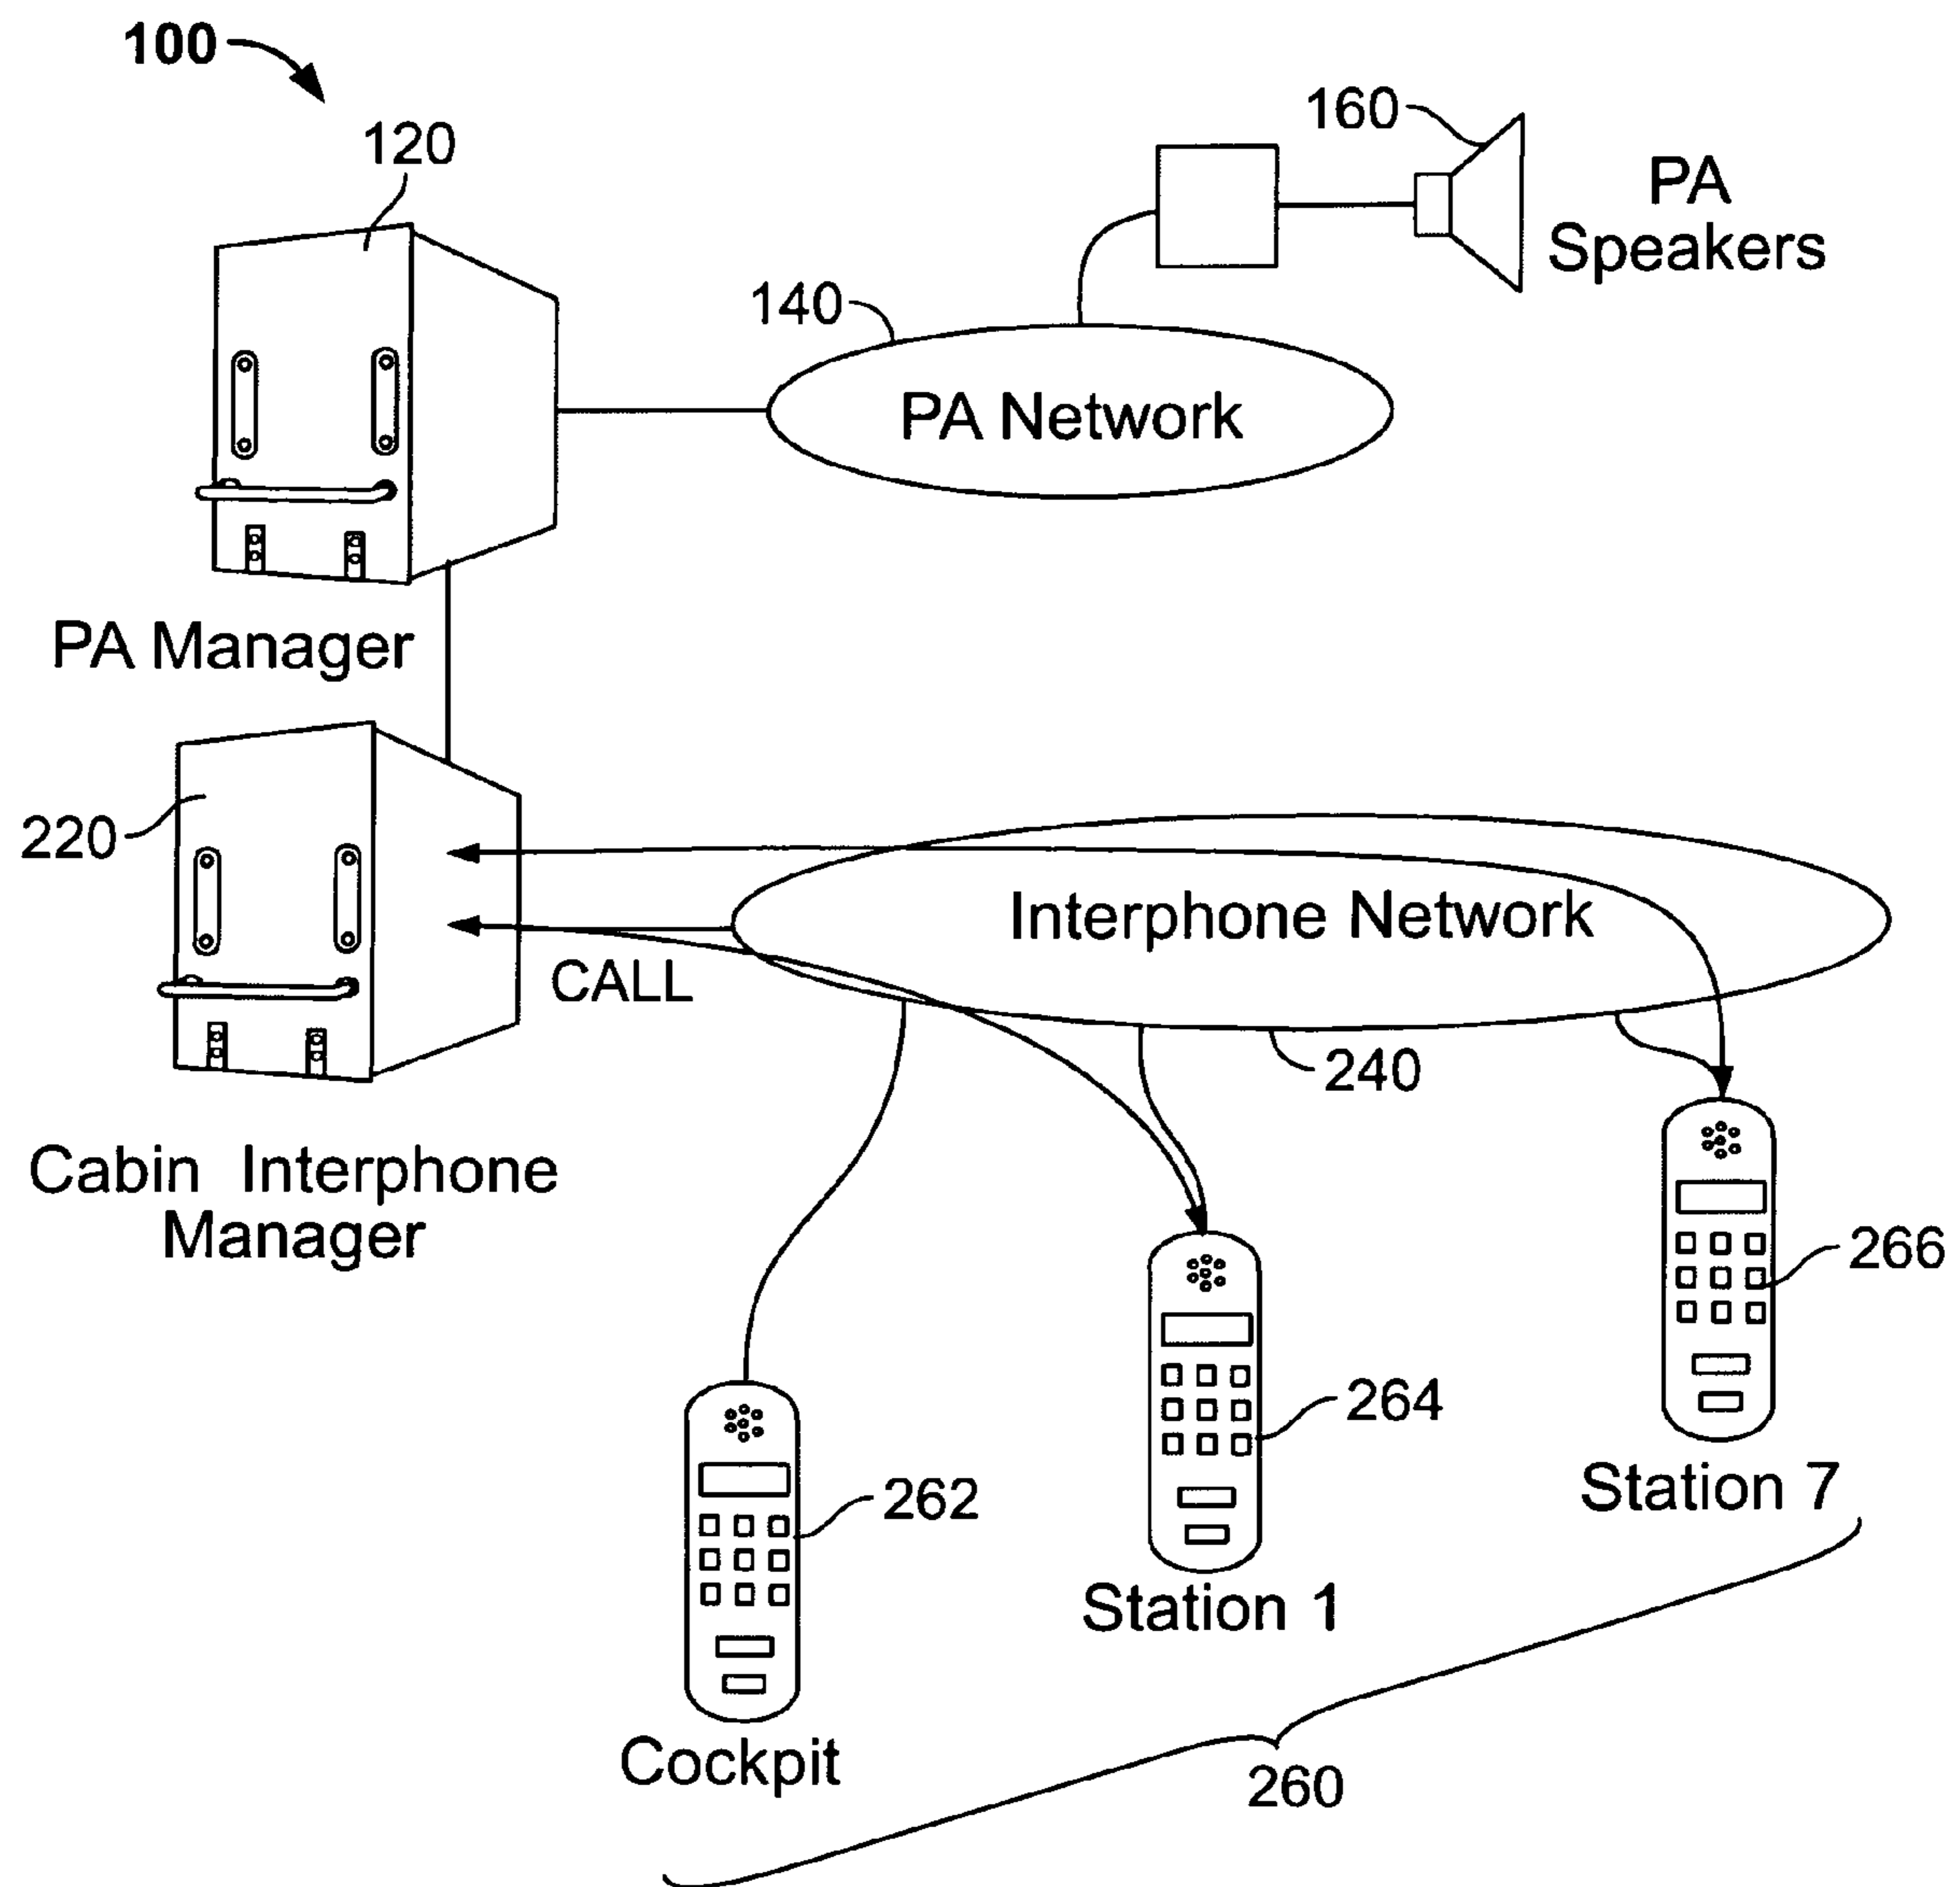 100
120
160
PA
Speakers
140
PA Network
PA Manager
220
Interphone Network
CALL
240
Cabin Interphone
Manager
266
264
Station 7
262
Station 1
Cockpit
260